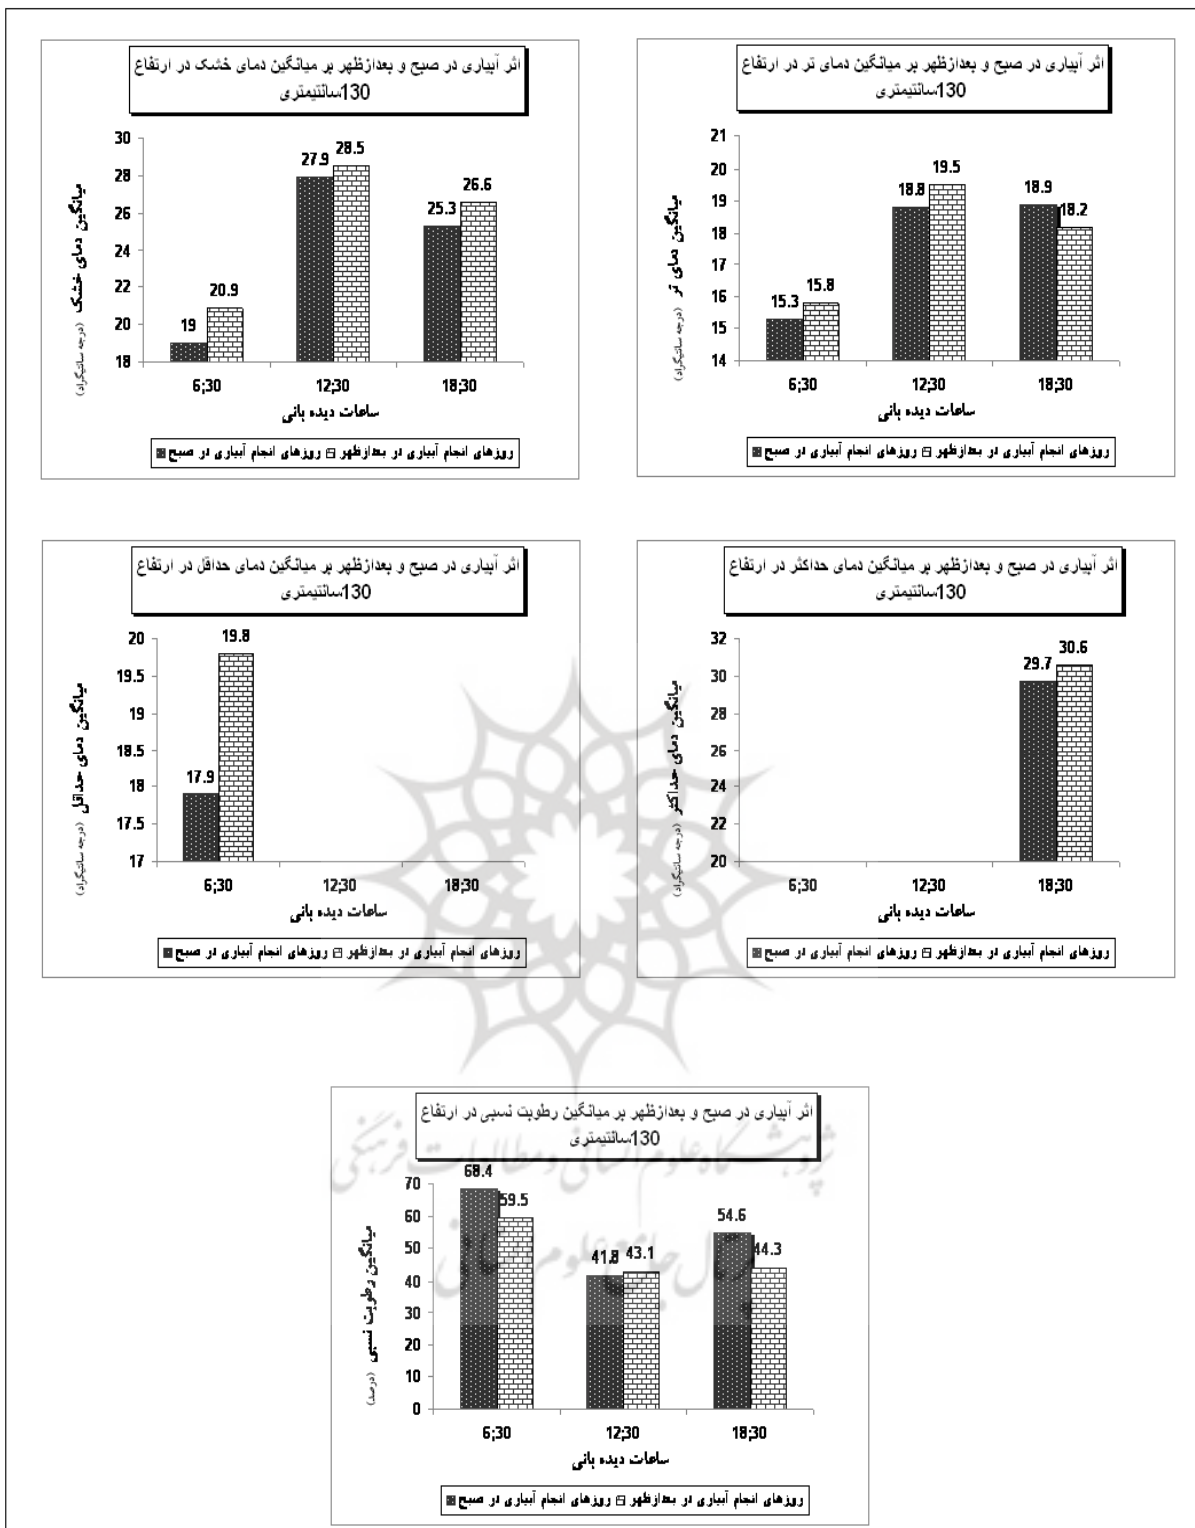 اثر آبیاری در صبح و بعدازظهر بر میانگین دمای خشک در ارتفاع
130سانتیمتری
میانگین دمای خشک (درجه سانتیگراد)
30
28
26
24
22
20
18
19
20.9
27.9
28.5
25.3
26.6
6;30
12;30
18;30
ساعات دیده بانی
روزهای انجام آبیاری در بعدازظهر روزهای انجام آبیاری در صبح
اثر آبیاری در صبح و بعدازظهر بر میانگین دمای تر در ارتفاع
130سانتیمتری
میانگین دمای تر (درجه سانتیگراد)
21
20
19
18
17
16
15
14
15.3
15.8
18.8
19.5
18.9
18.2
6;30
12;30
18;30
ساعات دیده بانی
روزهای انجام آبیاری در بعدازظهر روزهای انجام آبیاری در صبح
اثر آبیاری در صبح و بعدازظهر بر میانگین دمای حداقل در ارتفاع
130سانتیمتری
میانگین دمای حداقل (درجه سانتیگراد)
20
19.5
19
18.5
18
17.5
17
17.9
19.8
6;30
12;30
18;30
ساعات دیده بانی
روزهای انجام آبیاری در بعدازظهر روزهای انجام آبیاری در صبح
اثر آبیاری در صبح و بعدازظهر بر میانگین دمای حداکثر در ارتفاع
130سانتیمتری
میانگین دمای حداکثر (درجه سانتیگراد)
32
30
28
26
24
22
20
29.7
30.6
6;30
12;30
18;30
ساعات دیده بانی
روزهای انجام آبیاری در بعدازظهر روزهای انجام آبیاری در صبح
اثر آبیاری در صبح و بعدازظهر بر میانگین رطوبت نسبی در ارتفاع
130سانتیمتری
میانگین رطوبت نسبی (درصد)
70
60
50
40
30
20
10
0
68.4
59.5
41.8
43.1
54.6
44.3
6;30
12;30
18;30
ساعات دیده بانی
روزهای انجام آبیاری در بعدازظهر روزهای انجام آبیاری در صبح
پژوهشگاه علوم انسانی و مطالعات فرهنگی
جامع علوم